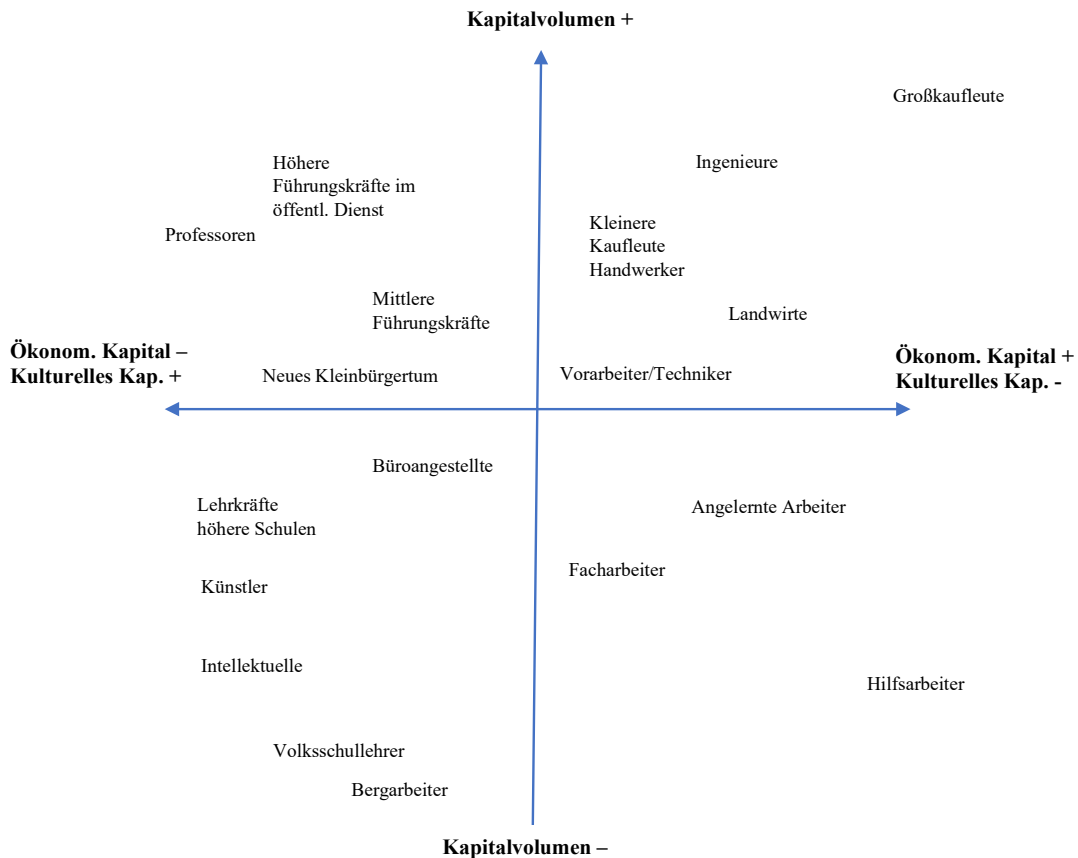 Kapitalvolumen +
Großkaufleute
Höhere
Führungskräfte im
öffentl. Dienst
Ingenieure
Professoren
Kleinere
Kaufleute
Handwerker
Mittlere
Führungskräfte
Landwirte
Ökonom. Kapital –
Kulturelles Kap. +
Ökonom. Kapital +
Kulturelles Kap. -
Neues Kleinbürgertum
Vorarbeiter/Techniker
Büroangestellte
Lehrkräfte
höhere Schulen
Angelernte Arbeiter
Künstler
Facharbeiter
Intellektuelle
Hilfsarbeiter
Volksschullehrer
Bergarbeiter
Kapitalvolumen –